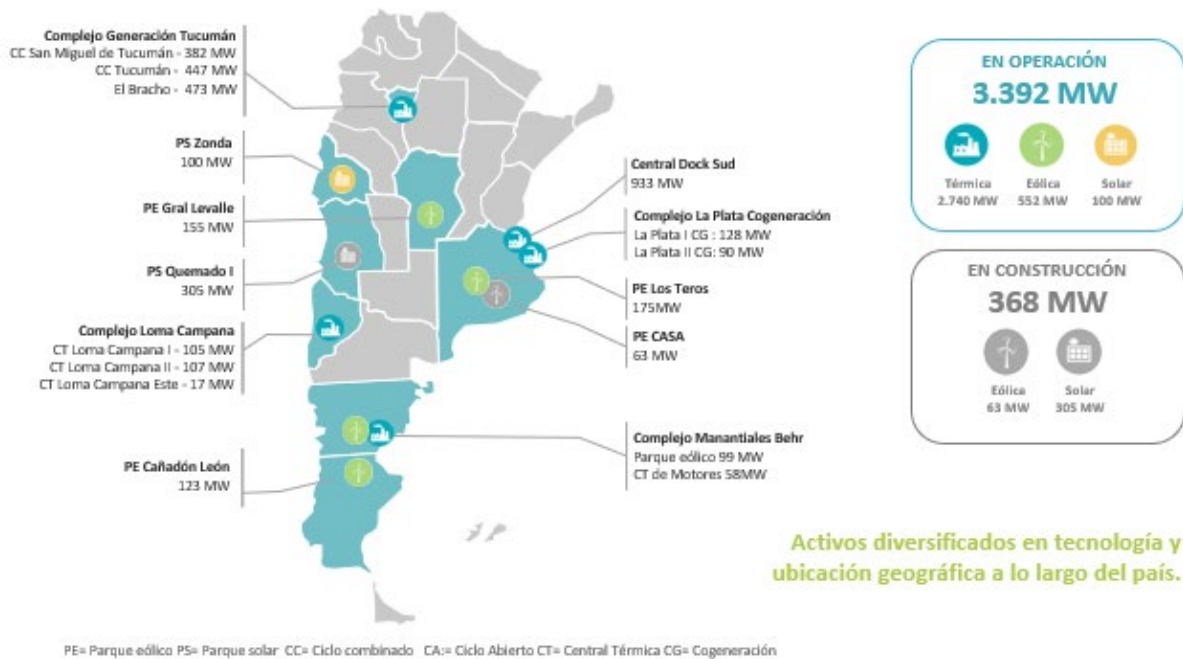 Complejo Generación Tucumán
CC San Miguel de Tucumán - 382 MW
CC Tucumán - 447 MW
El Bracho - 473 MW
PS Zonda
100 MW
PE Gral Levalle
155 MW
PS Quemado I
305 MW
Complejo Loma Campana
CT Loma Campana I - 105 MW
CT Loma Campana II - 107 MW
CT Loma Campana Este - 17 MW
PE Cañadón León
123 MW
Central Dock Sud
933 MW
Complejo La Plata Cogeneración
La Plata I CG : 128 MW
La Plata II CG: 90 MW
PE Los Teros
175MW
PE CASA
63 MW
Complejo Manantiales Behr
Parque eólico 99 MW
CT de Motores 58MW
EN OPERACIÓN
3.392 MW
Térmica
2.740 MW
Eólica
552 MW
Solar
100 MW
EN CONSTRUCCIÓN
368 MW
Eólica
63 MW
Solar
305 MW
Activos diversificados en tecnología y
ubicación geográfica a lo largo del país.
PE= Parque eólico PS= Parque solar CC= Ciclo combinado CA:= Ciclo Abierto CT= Central Térmica CG= Cogeneración